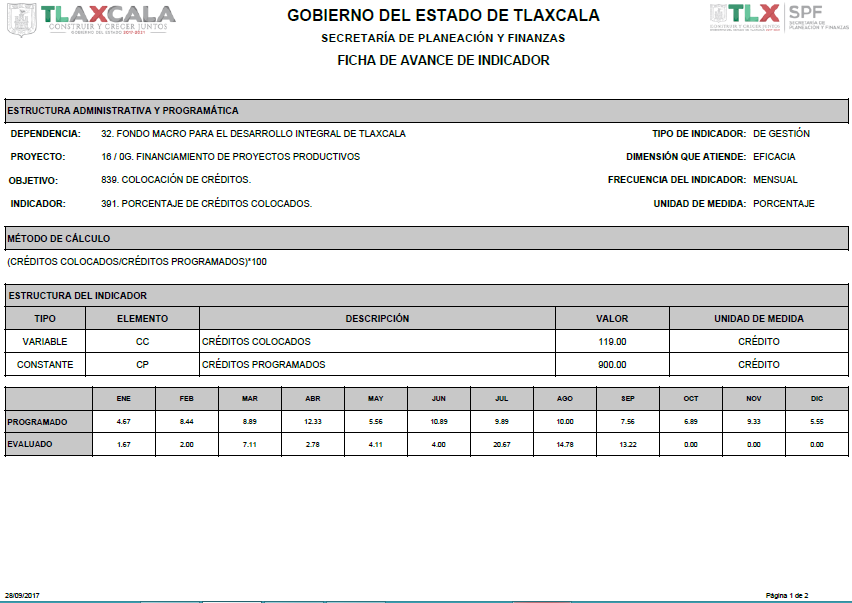 TLAXCALA
CONSTRUIR Y CRECER JUNTOS
GOBIERNO DEL ESTADO 2017-2021
GOBIERNO DEL ESTADO DE TLAXCALA
SECRETARÍA DE PLANEACIÓN Y FINANZAS
FICHA DE AVANCE DE INDICADOR
TLX SPF
CONSTRUIR Y CRECER JUNTOS
SECRETARÍA DE
PLANEACIÓN Y FINANZAS
ESTRUCTURA ADMINISTRATIVA Y PROGRAMÁTICA
DEPENDENCIA: 32. FONDO MACRO PARA EL DESARROLLO INTEGRAL DE TLAXCALA TIPO DE INDICADOR: DE GESTIÓN
PROYECTO: 16 / 0G. FINANCIAMIENTO DE PROYECTOS PRODUCTIVOS DIMENSIÓN QUE ATIENDE: EFICACIA
OBJETIVO: 839. COLOCACIÓN DE CRÉDITOS. FRECUENCIA DEL INDICADOR: MENSUAL
INDICADOR: 391. PORCENTAJE DE CRÉDITOS COLOCADOS. UNIDAD DE MEDIDA: PORCENTAJE
MÉTODO DE CÁLCULO
(CRÉDITOS COLOCADOS/CRÉDITOS PROGRAMADOS)*100
ESTRUCTURA DEL INDICADOR
TIPO ELEMENTO DESCRIPCIÓN VALOR UNIDAD DE MEDIDA
VARIABLE CC CRÉDITOS COLOCADOS 119.00 CRÉDITO
CONSTANTE CP CRÉDITOS PROGRAMADOS 900.00 CRÉDITO
ENE FEB MAR ABR MAY JUN JUL AGO SEP OCT NOV DIC
PROGRAMADO 4.67 8.44 8.89 12.33 5.56 10.89 9.89 10.00 7.56 6.89 9.33 5.55
EVALUADO 1.67 2.00 7.11 2.78 4.11 4.00 20.67 14.78 13.22 0.00 0.00 0.00
28/09/2017 Página 1 de 2